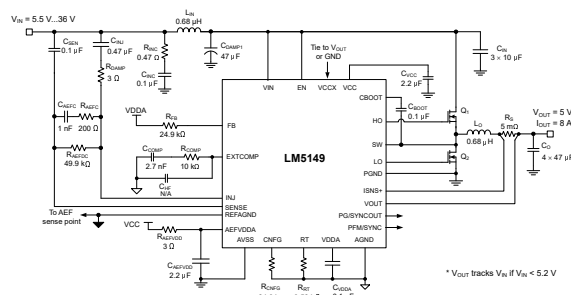 V_IN = 5.5 V...36 V
L_IN
0.68 µH
C_SEN
0.1 µF
C_INJ
0.47 µF
R_INC
0.47 Ω
C_DAMP1
47 µF
R_DAMP
3 Ω
C_INC
0.1 µF
Tie to V_OUT
or GND
C_IN
3 × 10 µF
VIN
EN
VCCX
VCC
C_VCC
2.2 µF
CBOOT
C_BOOT
0.1 µF
Q_1
HO
C_AEFC
1 nF
R_AEFC
200 Ω
VDDA
R_FB
24.9 kΩ
FB
L_O
0.68 µH
R_S
5 mΩ
V_OUT = 5 V
I_OUT = 8 A
SW
R_AEFDC
49.9 kΩ
C_COMP
2.7 nF
R_COMP
10 kΩ
EXTCOMP
LM5149
LO
Q_2
C_O
4 × 47 µF
PGND
C_HF
N/A
ISNS+
INJ
VOUT
SENSE
To AEF
sense point
REFAGND
PG/SYNCOUT
VCC
AEFVDDA
PFM/SYNC
R_AEFVDD
3 Ω
AVSS
CNFG
RT
VDDA
AGND
C_AEFVDD
2.2 µF
R_CNFG
R_RT
C_VDDA
* V_OUT tracks V_IN if V_IN < 5.2 V